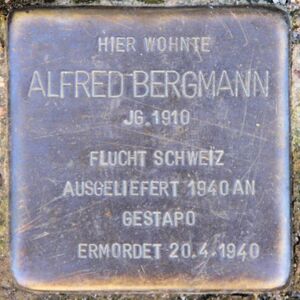 HIER WOHNTE
ALFRED BERGMANN
JG. 1910
FLUCHT SCHWEIZ
AUSGELIEFERT 1940 AN
GESTAPO
ERMORDET 20.4.1940